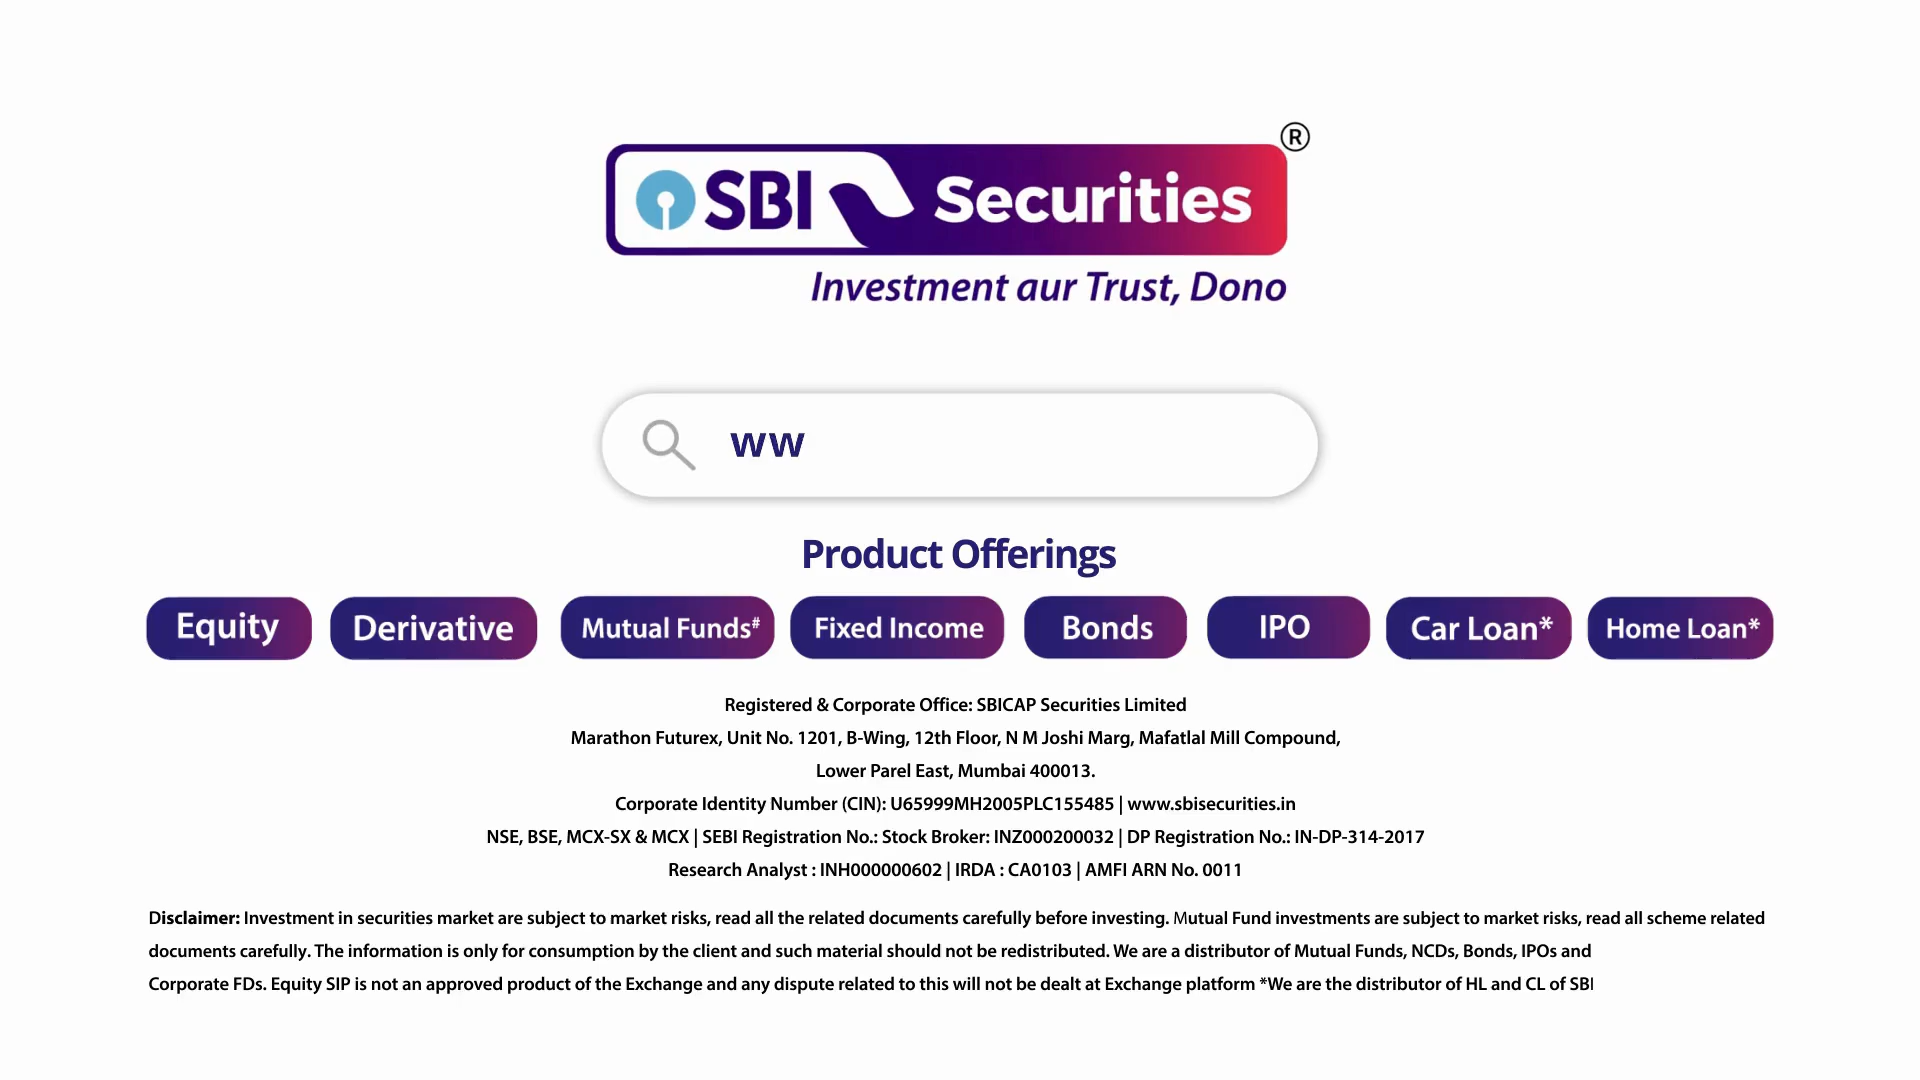 ®
SBI Securities
Investment aur Trust, Dono
ww
Product Offerings
Equity Derivative Mutual Funds# Fixed Income Bonds IPO Car Loan* Home Loan*
Registered & Corporate Office: SBICAP Securities Limited
Marathon Futurex, Unit No. 1201, B-Wing, 12th Floor, N M Joshi Marg, Mafatlal Mill Compound,
Lower Parel East, Mumbai 400013.
Corporate Identity Number (CIN): U65999MH2005PLC155485 | www.sbisecurities.in
NSE, BSE, MCX-SX & MCX | SEBI Registration No.: Stock Broker: INZ000200032 | DP Registration No.: IN-DP-314-2017
Research Analyst : INH000000602 | IRDA : CA0103 | AMFI ARN No. 0011
Disclaimer: Investment in securities market are subject to market risks, read all the related documents carefully before investing. Mutual Fund investments are subject to market risks, read all scheme related
documents carefully. The information is only for consumption by the client and such material should not be redistributed. We are a distributor of Mutual Funds, NCDs, Bonds, IPOs and
Corporate FDs. Equity SIP is not an approved product of the Exchange and any dispute related to this will not be dealt at Exchange platform *We are the distributor of HL and CL of SBI